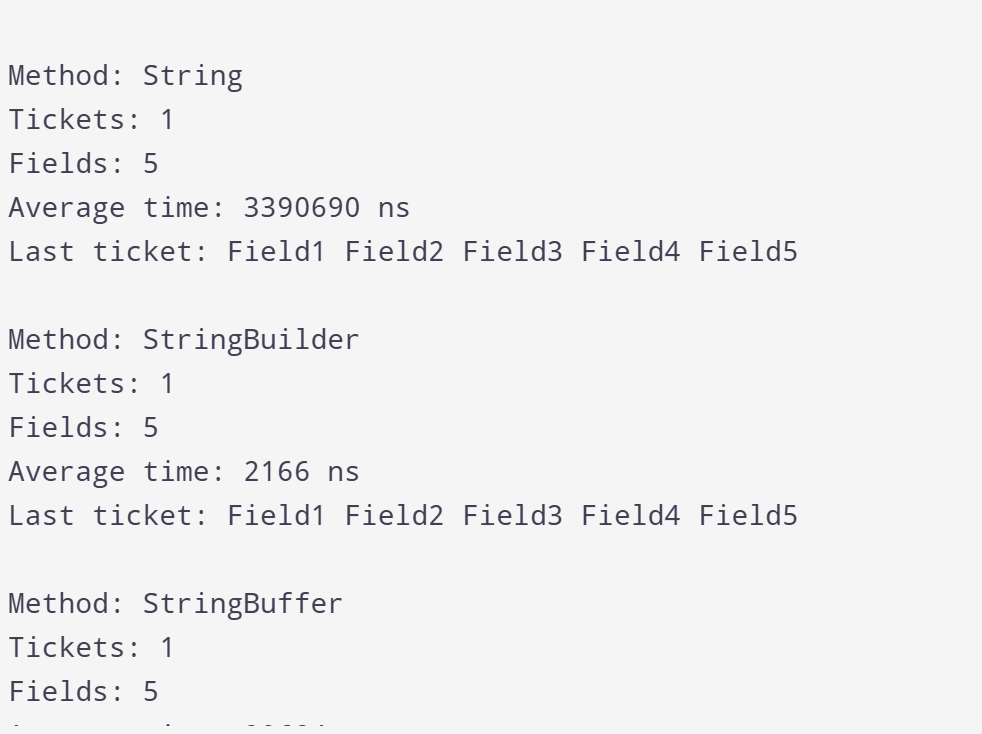 Method: String
Tickets: 1
Fields: 5
Average time: 3390690 ns
Last ticket: Field1 Field2 Field3 Field4 Field5
Method: StringBuilder
Tickets: 1
Fields: 5
Average time: 2166 ns
Last ticket: Field1 Field2 Field3 Field4 Field5
Method: StringBuffer
Tickets: 1
Fields: 5